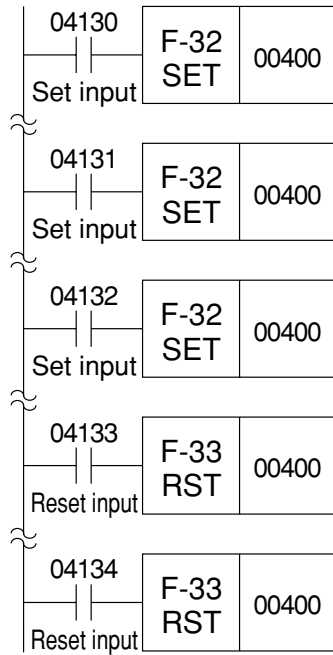 04130
F-32
SET
00400
Set input
04131
F-32
SET
00400
Set input
04132
F-32
SET
00400
Set input
04133
F-33
RST
00400
Reset input
04134
F-33
RST
00400
Reset input